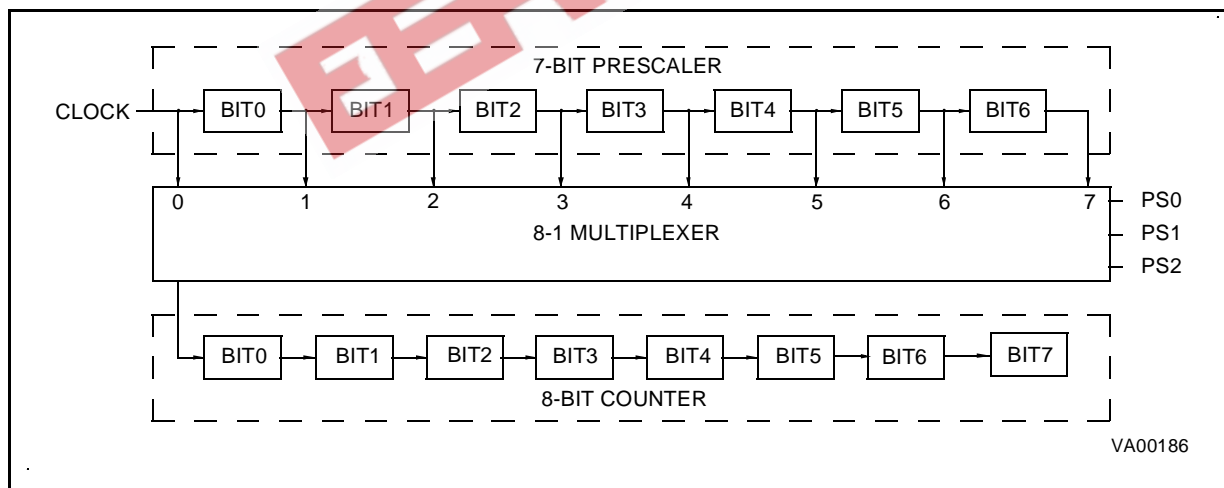 7-BIT PRESCALER
CLOCK BIT0 BIT1 BIT2 BIT3 BIT4 BIT5 BIT6
0 1 2 3 4 5 6 7 PS0
8-1 MULTIPLEXER PS1
PS2
BIT0 BIT1 BIT2 BIT3 BIT4 BIT5 BIT6 BIT7
8-BIT COUNTER
VA00186